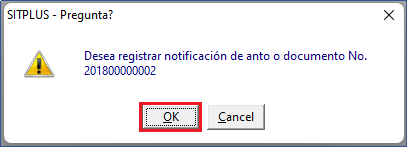 SITPLUS - Pregunta?
Desea registrar notificación de anto o documento No.
201800000002
OK
Cancel